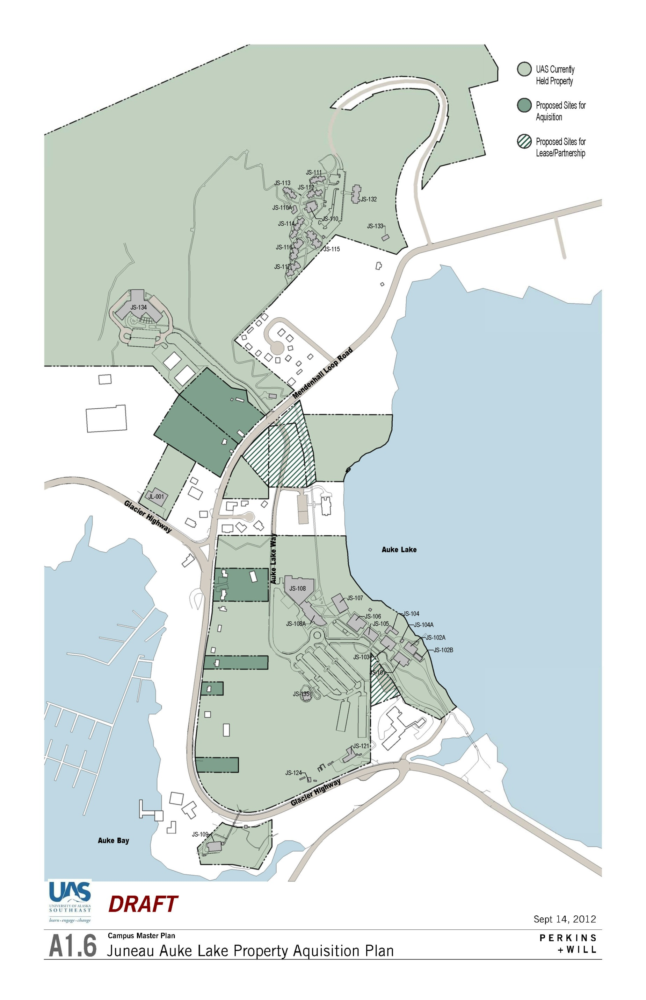 UAS Currently
Held Property
Proposed Sites for
Aquisition
Proposed Sites for
Lease/Partnership
JS-111
JS-113
JS-112
JS-132
JS-110A
JS-110
JS-114
JS-133
JS-116
JS-115
JS-117
JS-134
Mendenhall Loop Road
JL-001
Glacier Highway
Auke Lake
Auke Lake Way
JS-108
JS-107
JS-104
JS-106
JS-108A
JS-105
JS-104A
JS-102A
JS-102B
JS-103
JS-101
JS-135
JS-121
JS-124
Glacier Highway
JS-109
Auke Bay
UAS
UNIVERSITY OF ALASKA
SOUTHEAST
learn • engage • change
DRAFT
Sept 14, 2012
A1.6
Campus Master Plan
Juneau Auke Lake Property Aquisition Plan
PERKINS
+WILL